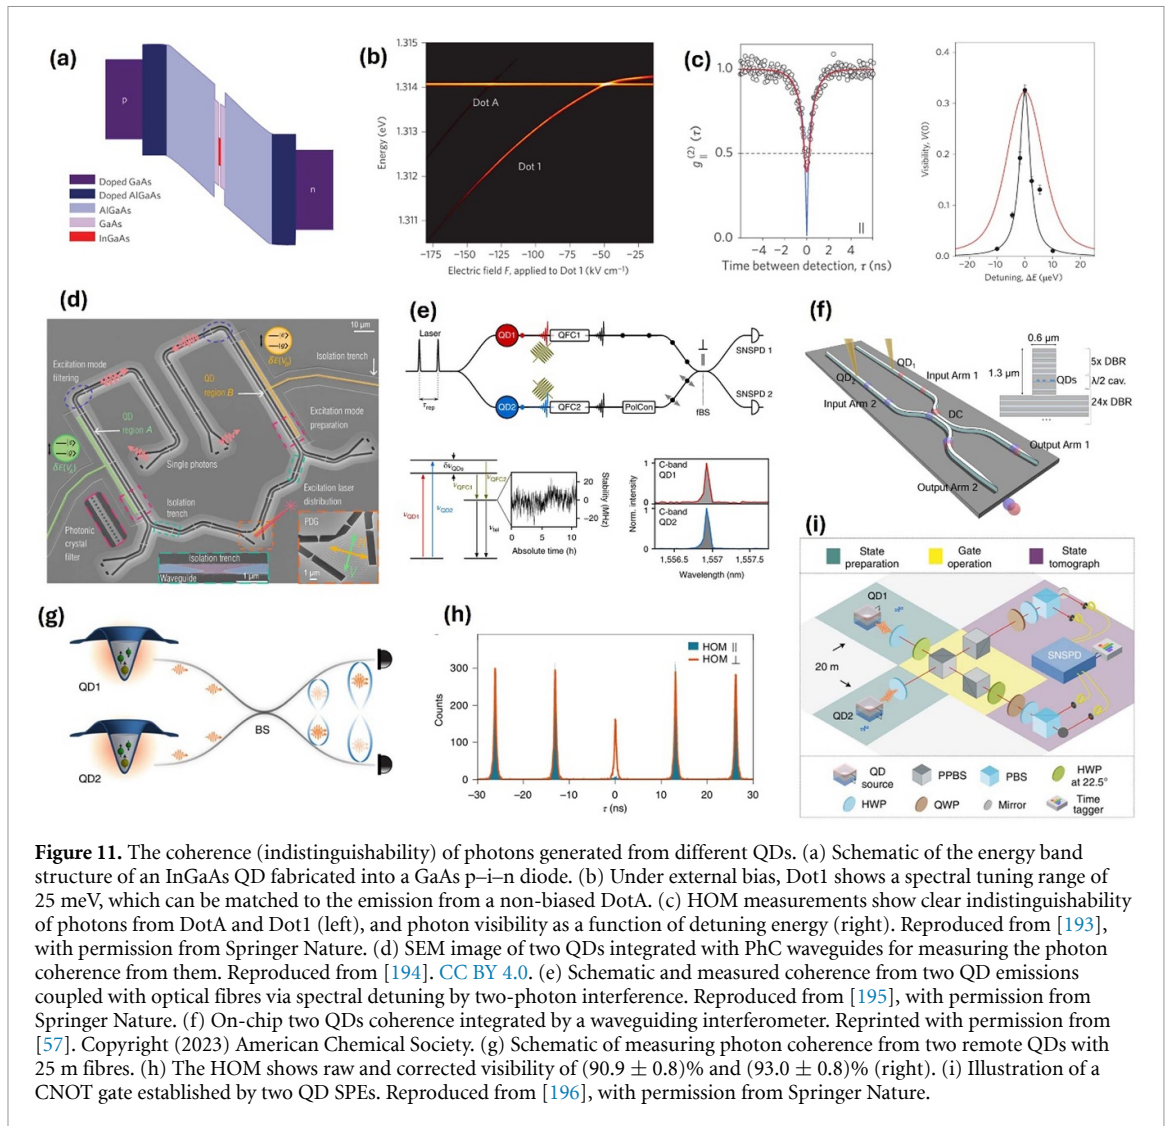 (a)
p
n
Doped GaAs
Doped AlGaAs
AlGaAs
GaAs
InGaAs
(b)
1.315
1.314
1.313
1.312
1.311
Energy (eV)
Dot A
Dot 1
−175 −150 −125 −100 −75 −50 −25
Electric field F, applied to Dot 1 (kV cm⁻¹)
(c)
1.0
0.5
0.0
g∥⁽²⁾(τ)
∥
−4 −2 0 2 4
Time between detection, τ (ns)
0.4
0.3
0.2
0.1
0.0
Visibility, V(0)
−20 −10 0 10 20
Detuning, ΔE (μeV)
(d)
10 μm
Excitation mode
filtering
|e⟩
|g⟩
δE(Vb)
Isolation trench
QD
region B
QD
region A
|e⟩
|g⟩
Excitation mode
preparation
Single photons
Isolation
trench
Excitation laser
distribution
Photonic
crystal
filter
Isolation trench
Waveguide
1 μm
PDG
1 μm
(e)
Laser
τrep
QD1
QFC1
QD2
QFC2
PolCon
⊥
∥
fBS
SNSPD 1
SNSPD 2
δνQDs
νQFC1
νQFC2
νQD1
νQD2
νtel
20
0
−20
Stability (MHz)
0 5 10
Absolute time (h)
C-band
QD1
C-band
QD2
1
0
1
0
Norm. intensity
1,556.5 1,557 1,557.5
Wavelength (nm)
(f)
QD1
QD2
Input Arm 1
Input Arm 2
DC
Output Arm 1
Output Arm 2
0.6 μm
1.3 μm
5x DBR
QDs
λ/2 cav.
24x DBR
...
(g)
QD1
QD2
BS
(h)
HOM ∥
HOM ⊥
300
200
100
0
Counts
−30 −20 −10 0 10 20 30
τ (ns)
(i)
State
preparation
Gate
operation
State
tomograph
QD1
20 m
QD2
SNSPD
QD
source
PPBS
PBS
HWP
at 22.5°
HWP
QWP
Mirror
Time
tagger
Figure 11. The coherence (indistinguishability) of photons generated from different QDs. (a) Schematic of the energy band
structure of an InGaAs QD fabricated into a GaAs p–i–n diode. (b) Under external bias, Dot1 shows a spectral tuning range of
25 meV, which can be matched to the emission from a non-biased DotA. (c) HOM measurements show clear indistinguishability
of photons from DotA and Dot1 (left), and photon visibility as a function of detuning energy (right). Reproduced from [193],
with permission from Springer Nature. (d) SEM image of two QDs integrated with PhC waveguides for measuring the photon
coherence from them. Reproduced from [194]. CC BY 4.0. (e) Schematic and measured coherence from two QD emissions
coupled with optical fibres via spectral detuning by two-photon interference. Reproduced from [195], with permission from
Springer Nature. (f) On-chip two QDs coherence integrated by a waveguiding interferometer. Reprinted with permission from
[57]. Copyright (2023) American Chemical Society. (g) Schematic of measuring photon coherence from two remote QDs with
25 m fibres. (h) The HOM shows raw and corrected visibility of (90.9 ± 0.8)% and (93.0 ± 0.8)% (right). (i) Illustration of a
CNOT gate established by two QD SPEs. Reproduced from [196], with permission from Springer Nature.